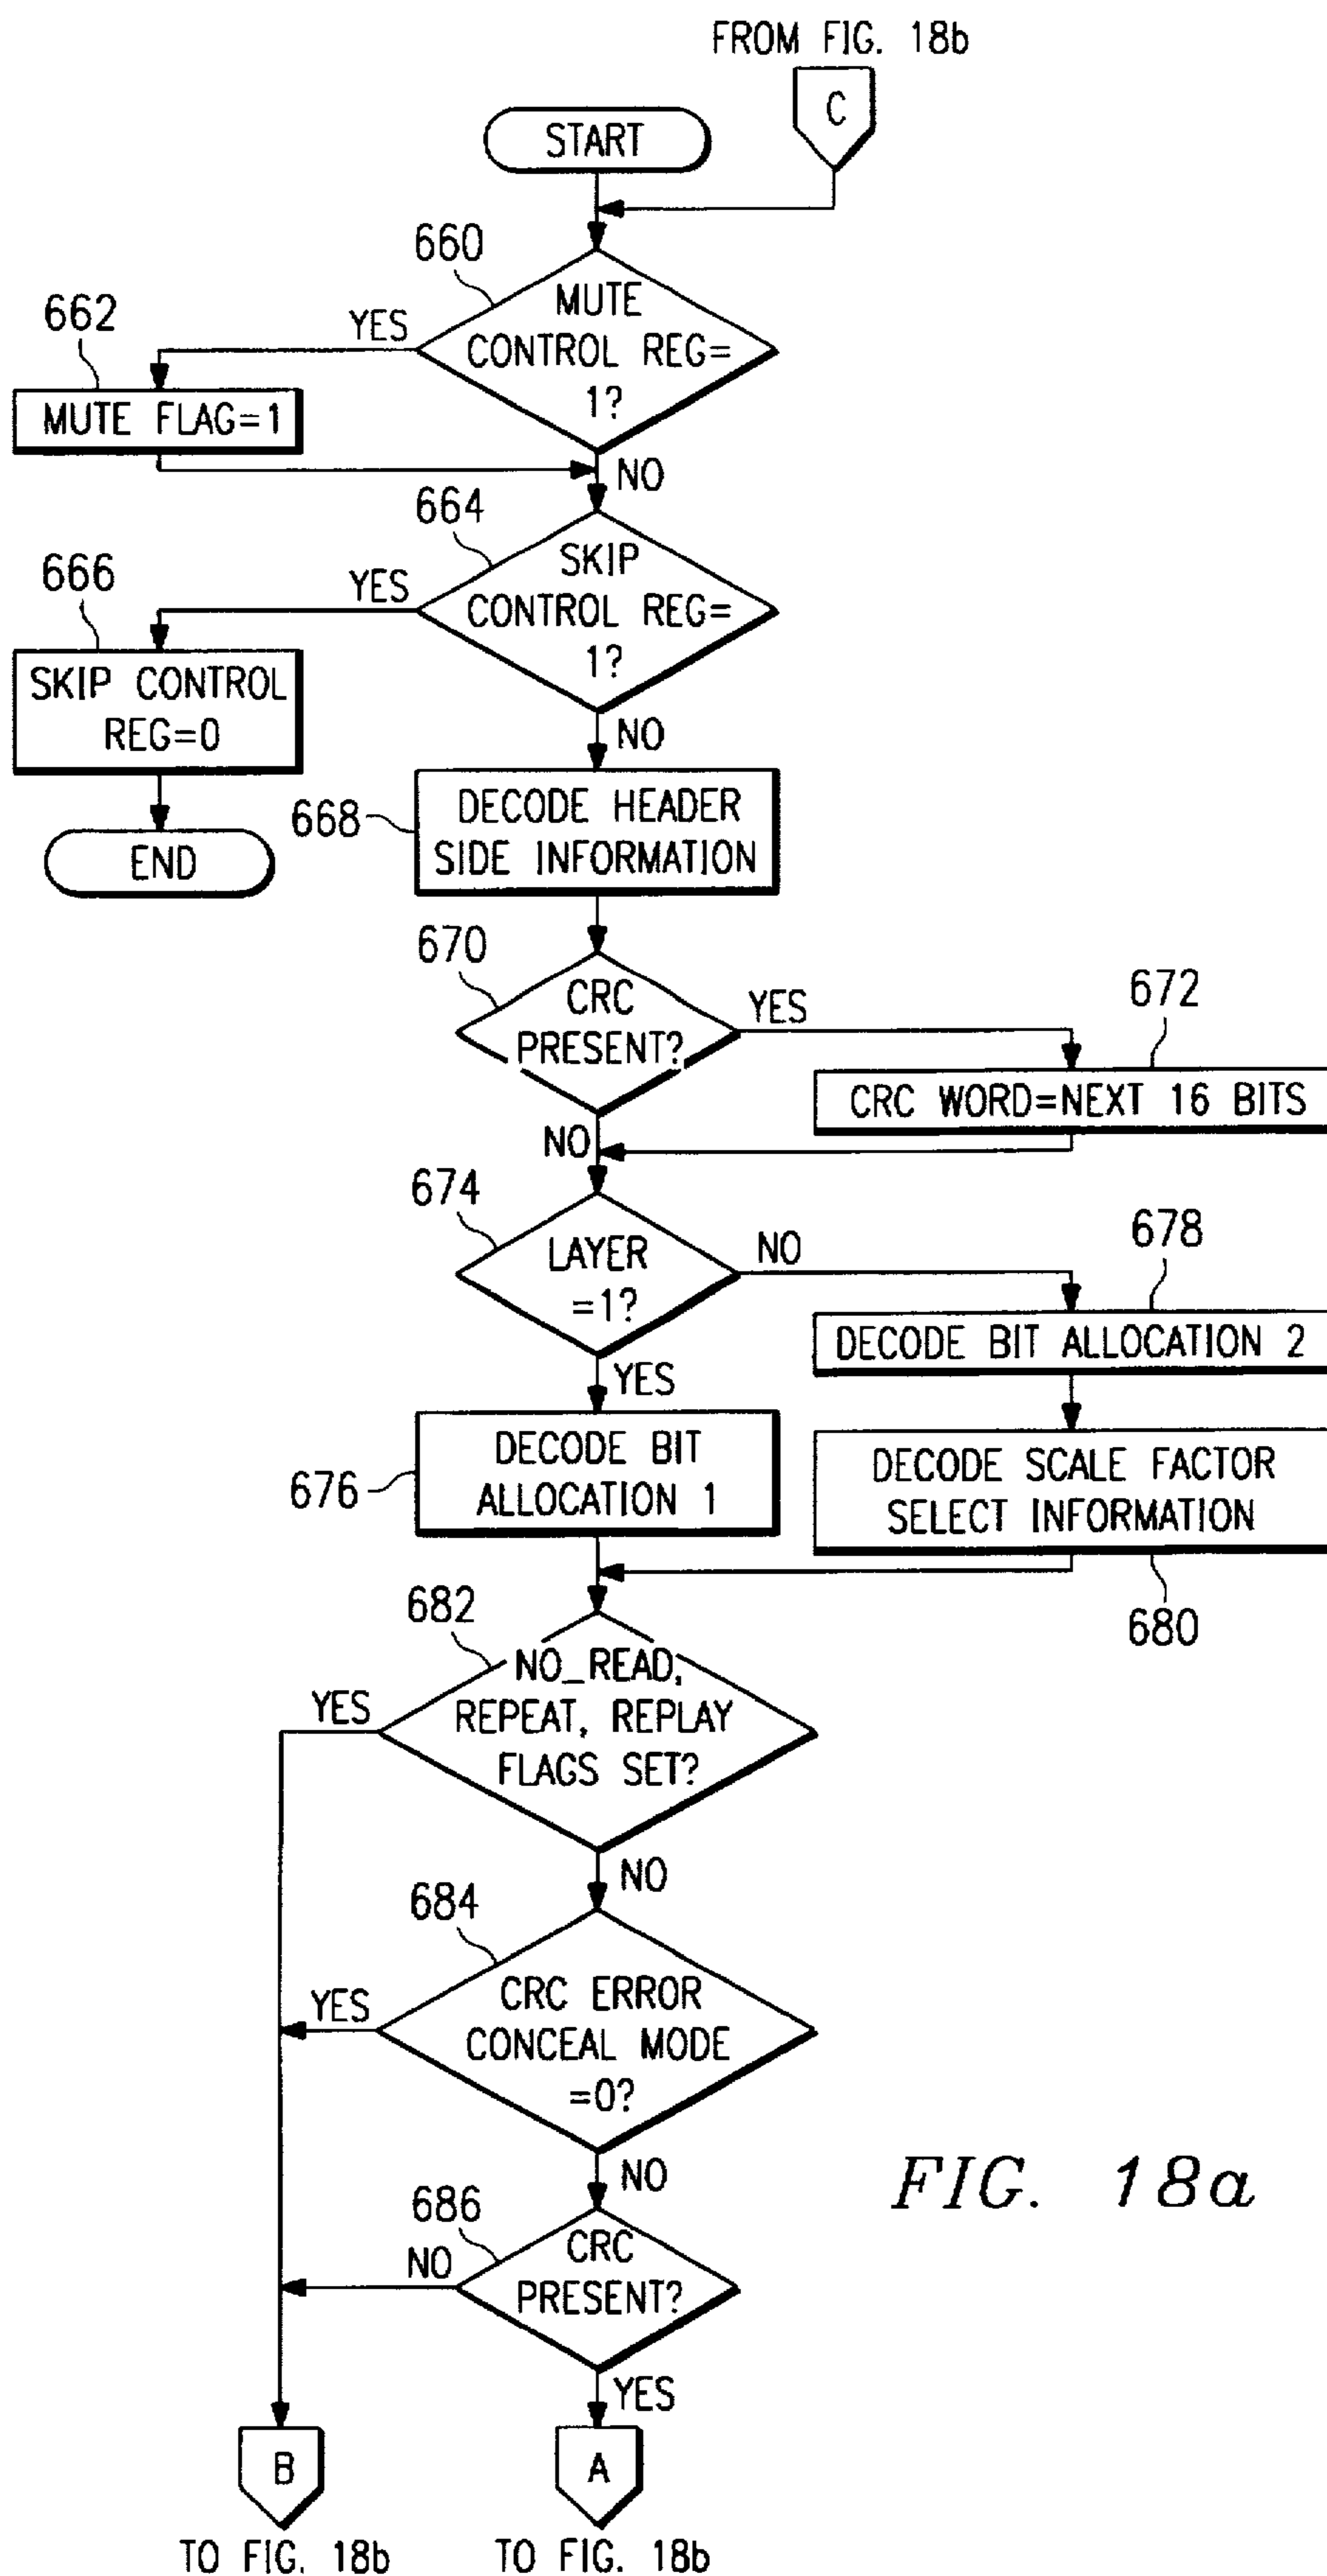 FROM FIG. 18b
C
START
660
MUTE
CONTROL REG=
1?
YES
662
MUTE FLAG=1
NO
664
SKIP
CONTROL REG=
1?
YES
666
SKIP CONTROL
REG=0
NO
END
668
DECODE HEADER
SIDE INFORMATION
670
CRC
PRESENT?
YES
672
CRC WORD=NEXT 16 BITS
NO
674
LAYER
=1?
NO
678
DECODE BIT ALLOCATION 2
YES
676
DECODE BIT
ALLOCATION 1
DECODE SCALE FACTOR
SELECT INFORMATION
680
682
NO_READ,
REPEAT, REPLAY
FLAGS SET?
YES
NO
684
CRC ERROR
CONCEAL MODE
=0?
YES
NO
686
CRC
PRESENT?
NO
YES
FIG. 18a
B
A
TO FIG. 18b
TO FIG. 18b